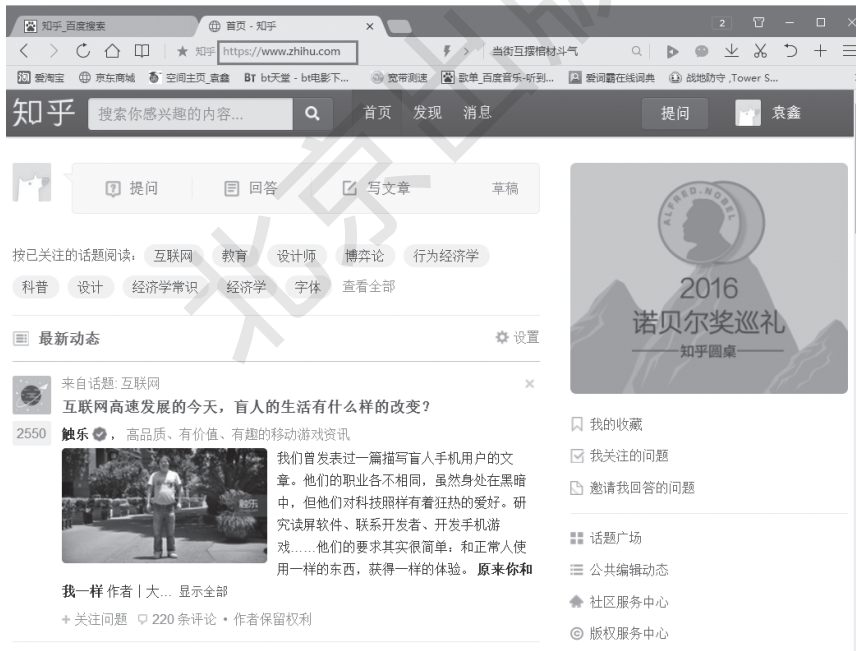 知乎_百度搜索
首页 - 知乎
2
知乎 https://www.zhihu.com
当街互摆棺材斗气
爱淘宝 京东商城 空间主页_袁鑫 BT bt天堂 - bt电影下... 宽带测速 歌单_百度音乐-听到... 爱词霸在线词典 战地防守 ,Tower S...
知乎 搜索你感兴趣的内容... 首页 发现 消息 提问 袁鑫
提问 回答 写文章 草稿
按已关注的话题阅读： 互联网 教育 设计师 博弈论 行为经济学
科普 设计 经济学常识 经济学 字体 查看全部
最新动态 设置
来自话题: 互联网
互联网高速发展的今天，盲人的生活有什么样的改变？
2550 触乐 ， 高品质、有价值、有趣的移动游戏资讯
触乐
我们曾发表过一篇描写盲人手机用户的文
章。他们的职业各不相同，虽然身处在黑暗
中，但他们对科技照样有着狂热的爱好。研
究读屏软件、联系开发者、开发手机游
戏……他们的要求其实很简单：和正常人使
用一样的东西，获得一样的体验。 原来你和
我一样 作者丨大... 显示全部
+ 关注问题 220 条评论 • 作者保留权利
ALFRED·NOBEL
2016
诺贝尔奖巡礼
知乎圆桌
我的收藏
我关注的问题
邀请我回答的问题
话题广场
公共编辑动态
社区服务中心
版权服务中心
北京出版